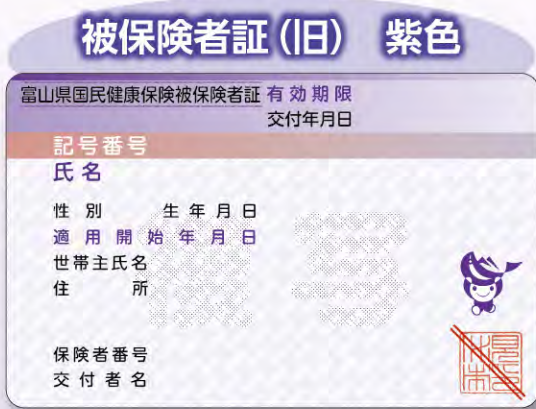 被保険者証(旧) 紫色
富山県国民健康保険被保険者証 有効期限
交付年月日
記号番号
氏名
性別 生年月日
適用開始年月日
世帯主氏名
住所
保険者番号
交付者名
見本